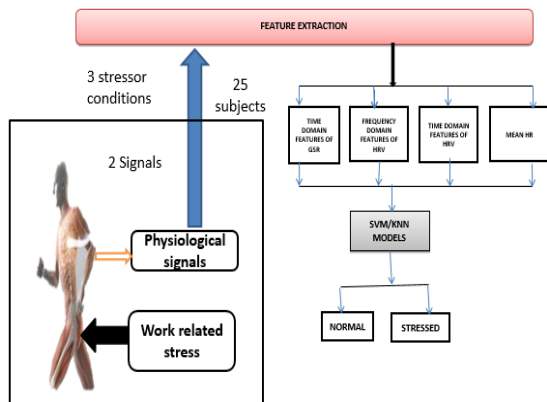 FEATURE EXTRACTION
3 stressor
conditions
25
subjects
2 Signals
Physiological
signals
Work related
stress
TIME
DOMAIN
FEATURES OF
GSR
FREQUENCY
DOMAIN
FEATURES OF
HRV
TIME DOMAIN
FEATURES OF
HRV
MEAN HR
SVM/KNN
MODELS
NORMAL
STRESSED